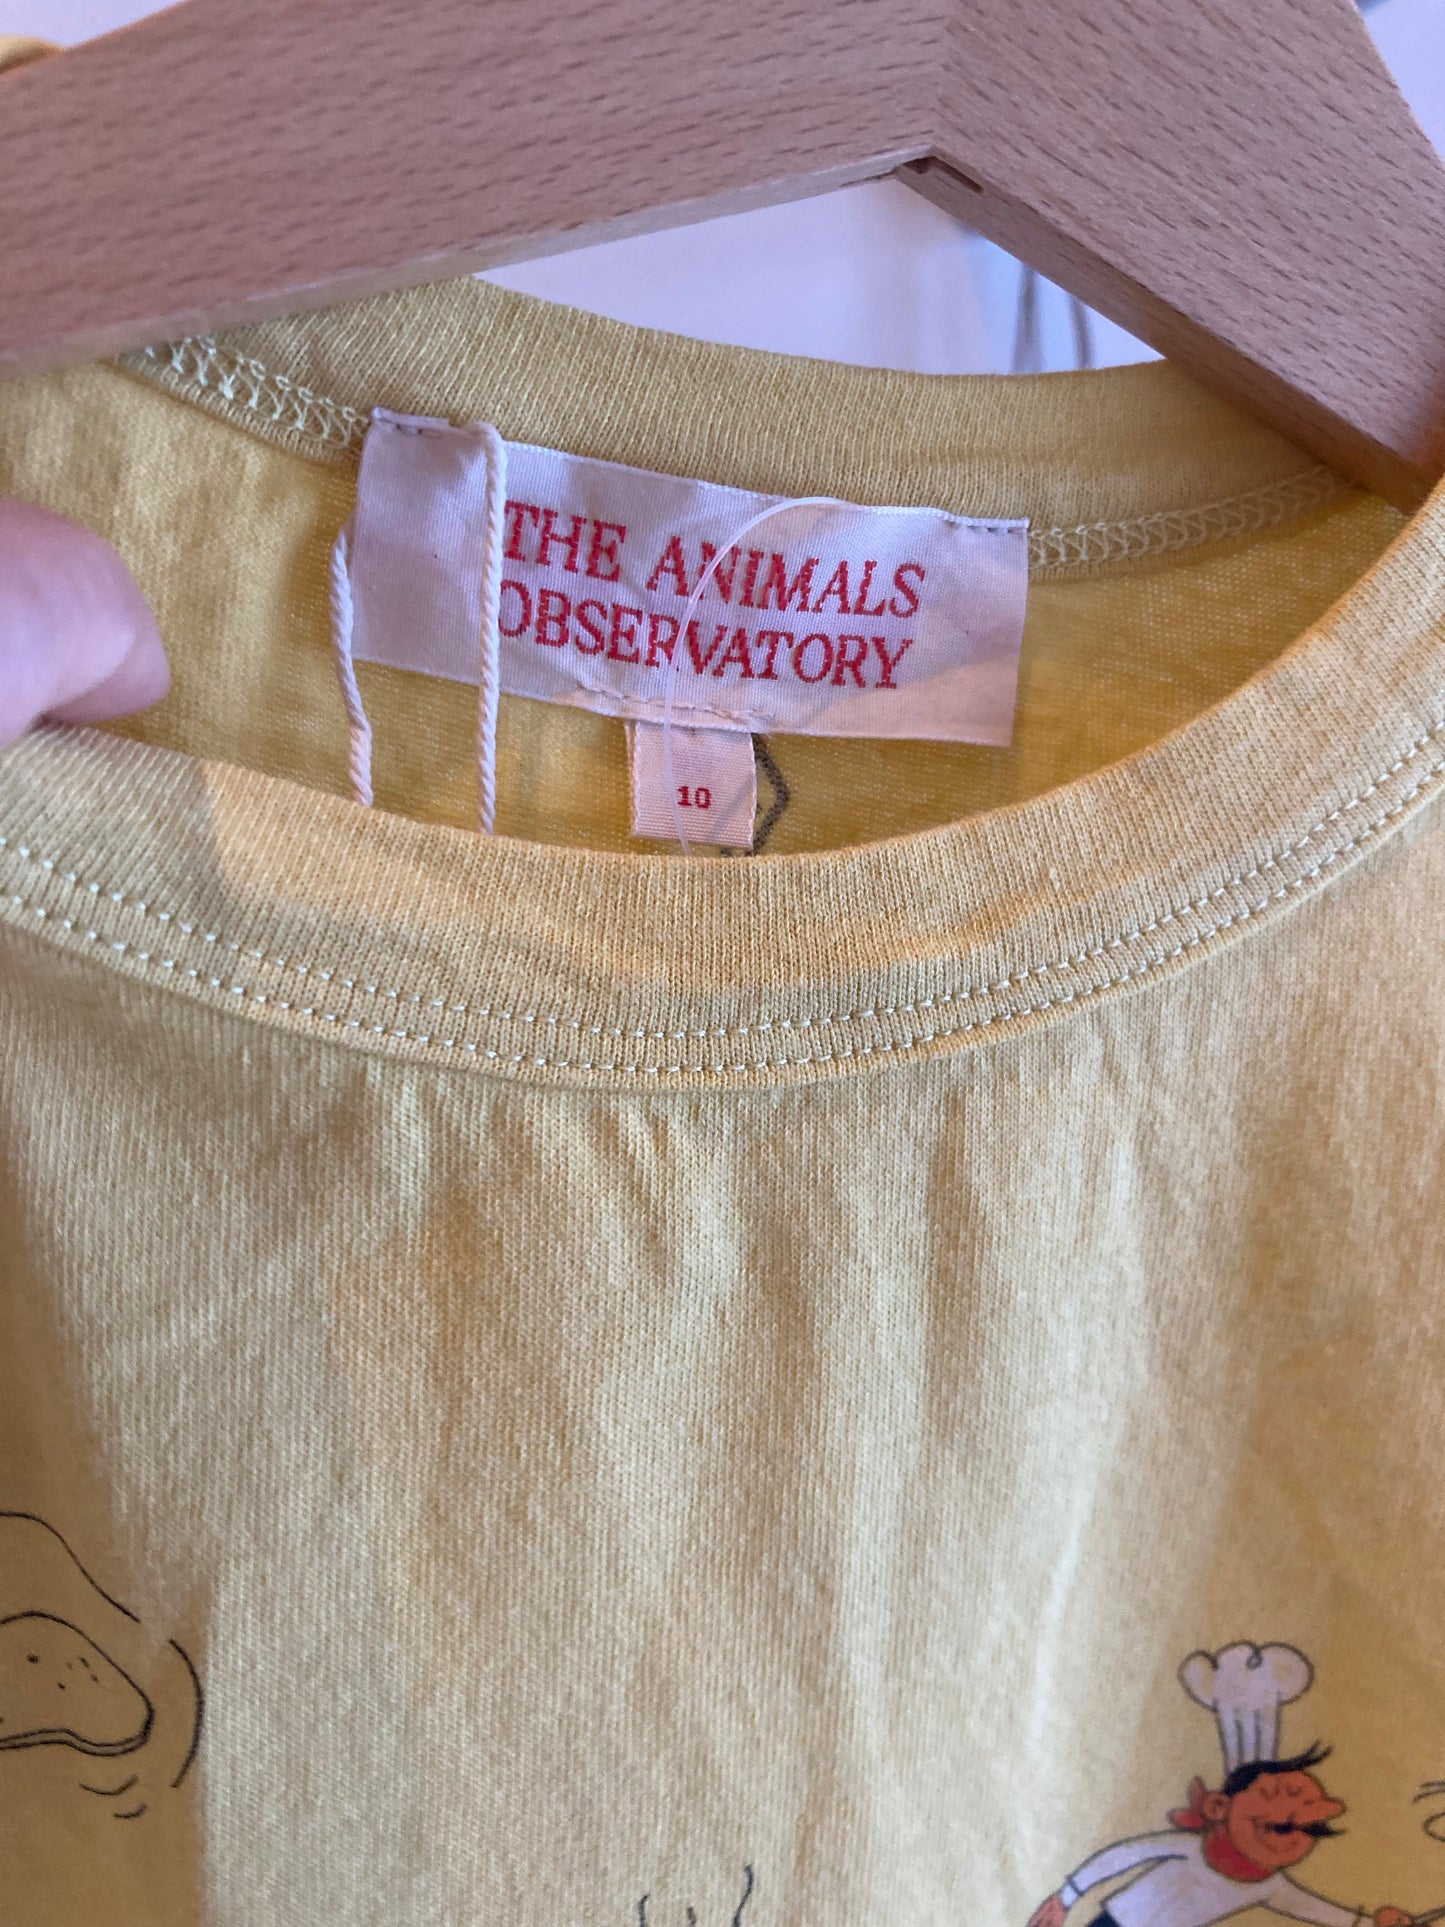 THE ANIMALS
OBSERVATORY
10